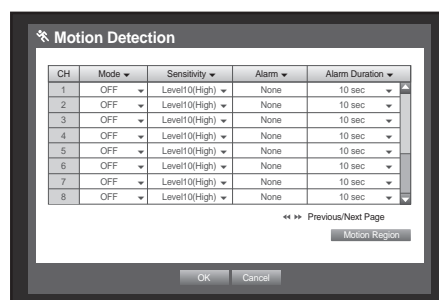 Motion Detection
CH Mode Sensitivity Alarm Alarm Duration
1 OFF Level10(High) None 10 sec
2 OFF Level10(High) None 10 sec
3 OFF Level10(High) None 10 sec
4 OFF Level10(High) None 10 sec
5 OFF Level10(High) None 10 sec
6 OFF Level10(High) None 10 sec
7 OFF Level10(High) None 10 sec
8 OFF Level10(High) None 10 sec
Previous/Next Page
Motion Region
OK Cancel